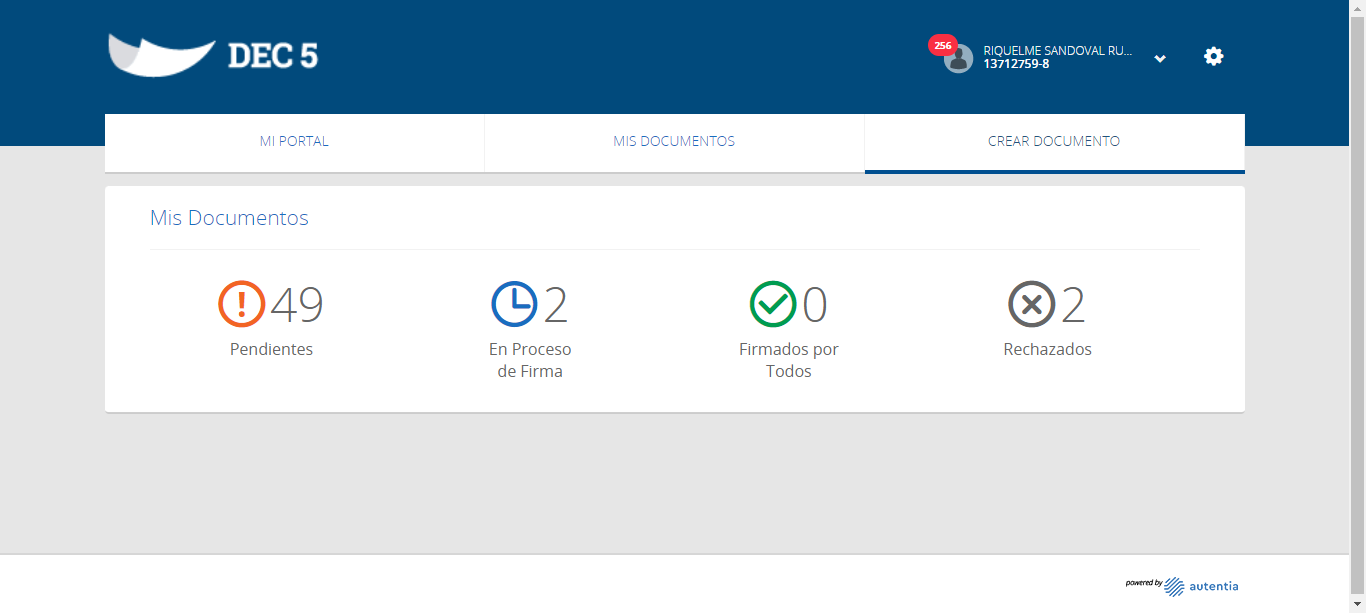 DEC 5
256
RIQUELME SANDOVAL RU...
13712759-8
MI PORTAL
MIS DOCUMENTOS
CREAR DOCUMENTO
Mis Documentos
49
Pendientes
2
En Proceso
de Firma
0
Firmados por
Todos
2
Rechazados
powered by autentia